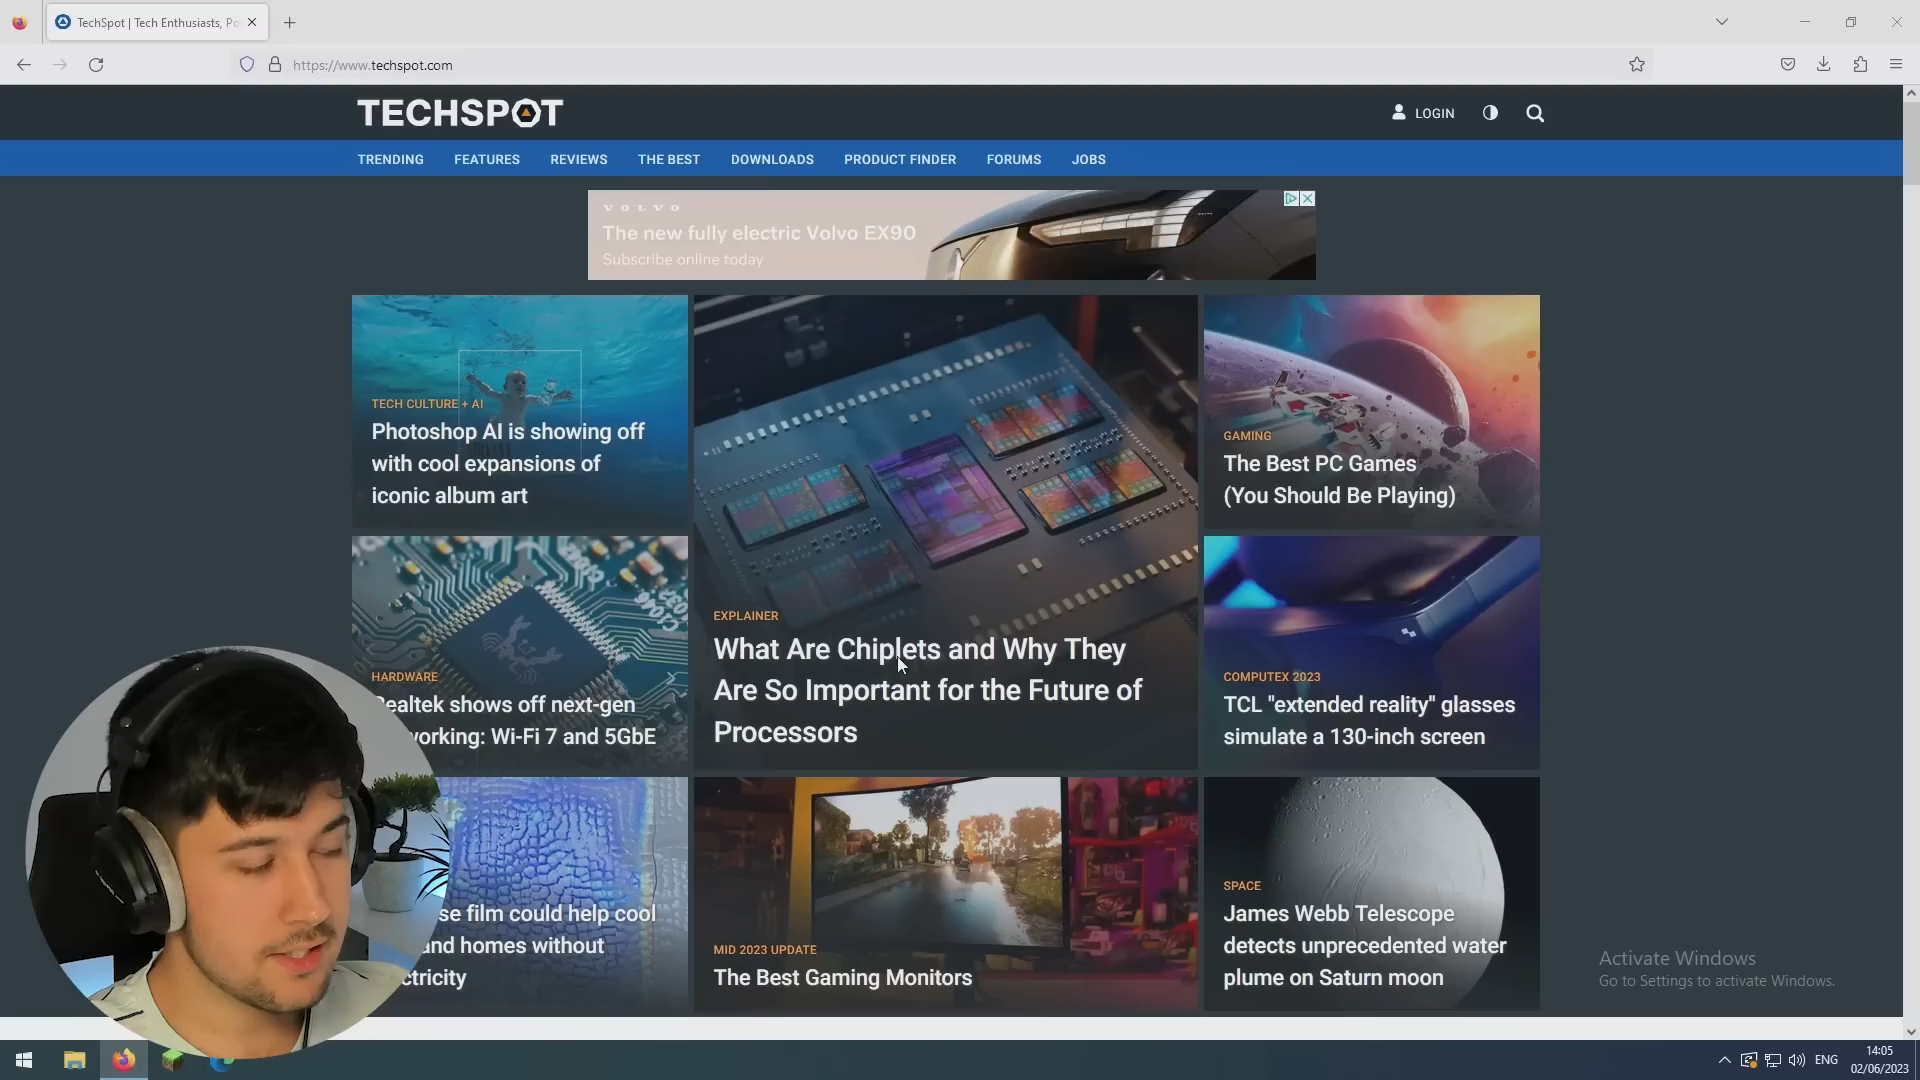 TechSpot | Tech Enthusiasts, Po
https://www.techspot.com
TECHSPOT
LOGIN
TRENDING FEATURES REVIEWS THE BEST DOWNLOADS PRODUCT FINDER FORUMS JOBS
VOLVO
The new fully electric Volvo EX90
Subscribe online today
TECH CULTURE + AI
Photoshop AI is showing off
with cool expansions of
iconic album art
EXPLAINER
What Are Chiplets and Why They
Are So Important for the Future of
Processors
GAMING
The Best PC Games
(You Should Be Playing)
HARDWARE
Realtek shows off next-gen
working: Wi-Fi 7 and 5GbE
COMPUTEX 2023
TCL "extended reality" glasses
simulate a 130-inch screen
se film could help cool
and homes without
ctricity
MID 2023 UPDATE
The Best Gaming Monitors
SPACE
James Webb Telescope
detects unprecedented water
plume on Saturn moon
Activate Windows
Go to Settings to activate Windows.
ENG
14:05
02/06/2023